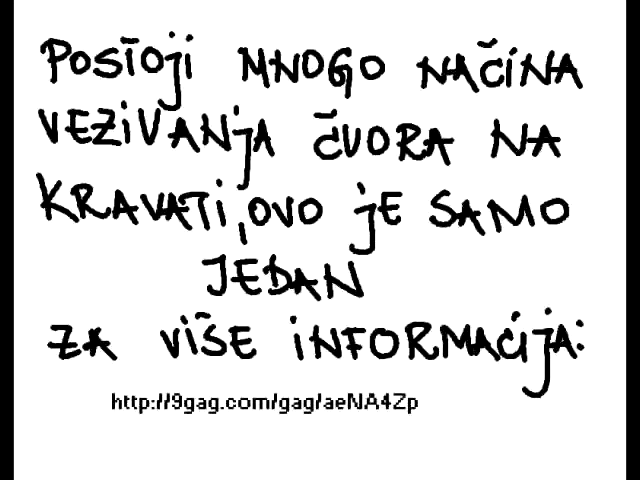 POSTOJI MNOGO NAČINA
VEZIVANJA ČVORA NA
KRAVATI, OVO JE SAMO
JEDAN
ZA VIŠE INFORMACIJA:
http://9gag.com/gag/aeNA4Zp